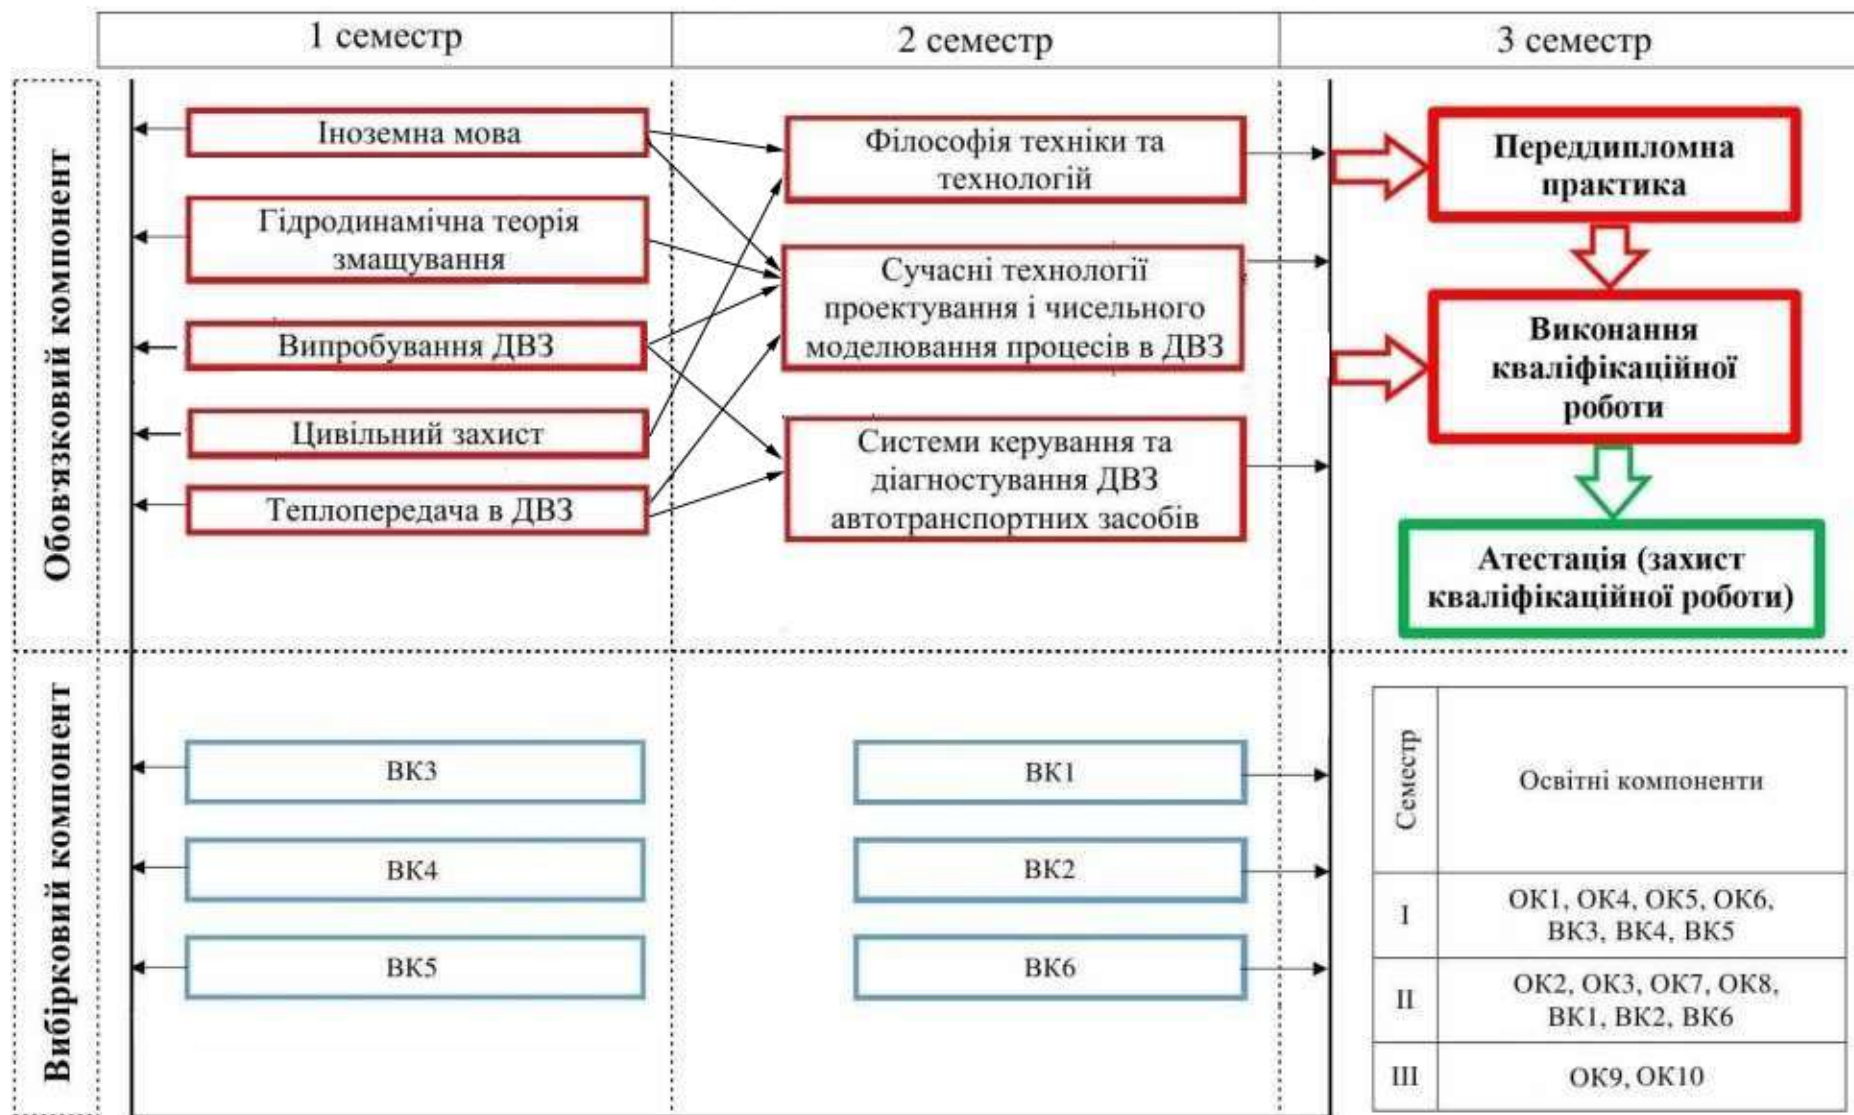 1 семестр
2 семестр
3 семестр
Обов'язковий компонент
Іноземна мова
Гідродинамічна теорія
змащування
Випробування ДВЗ
Цивільний захист
Теплопередача в ДВЗ
Філософія техніки та
технологій
Сучасні технології
проектування і чисельного
моделювання процесів в ДВЗ
Системи керування та
діагностування ДВЗ
автотранспортних засобів
Переддипломна
практика
Виконання
кваліфікаційної
роботи
Атестація (захист
кваліфікаційної роботи)
Вибірковий компонент
ВК3
ВК4
ВК5
ВК1
ВК2
ВК6
Семестр
Освітні компоненти
I
ОК1, ОК4, ОК5, ОК6,
ВК3, ВК4, ВК5
II
ОК2, ОК3, ОК7, ОК8,
ВК1, ВК2, ВК6
III
ОК9, ОК10